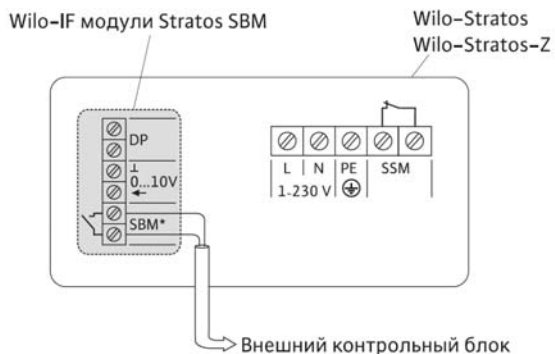 Wilo-IF модули Stratos SBM
Wilo-Stratos
Wilo-Stratos-Z
DP
⊥
0...10V
←
SBM*
L N PE SSM
1~230 V
Внешний контрольный блок